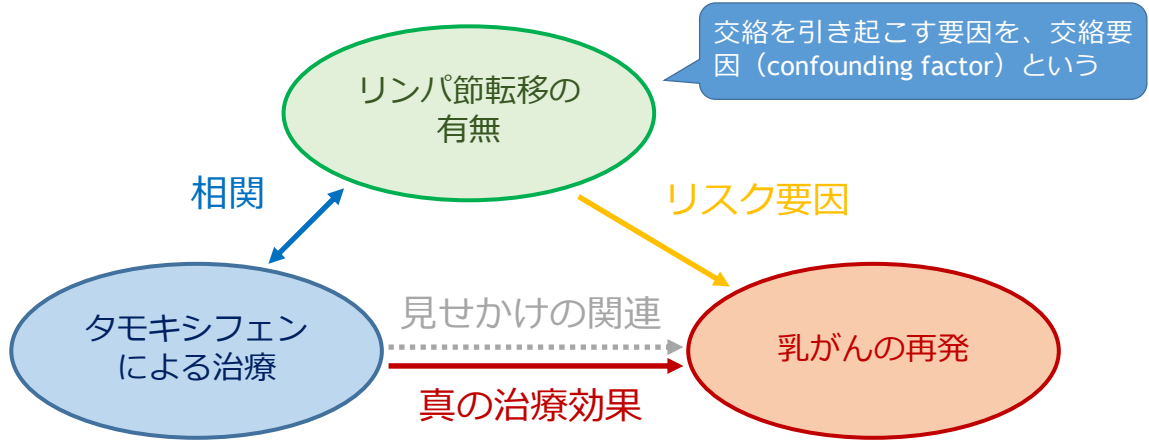 交絡を引き起こす要因を、交絡要
因（confounding factor）という
リンパ節転移の
有無
相関
リスク要因
タモキシフェン
による治療
見せかけの関連
真の治療効果
乳がんの再発